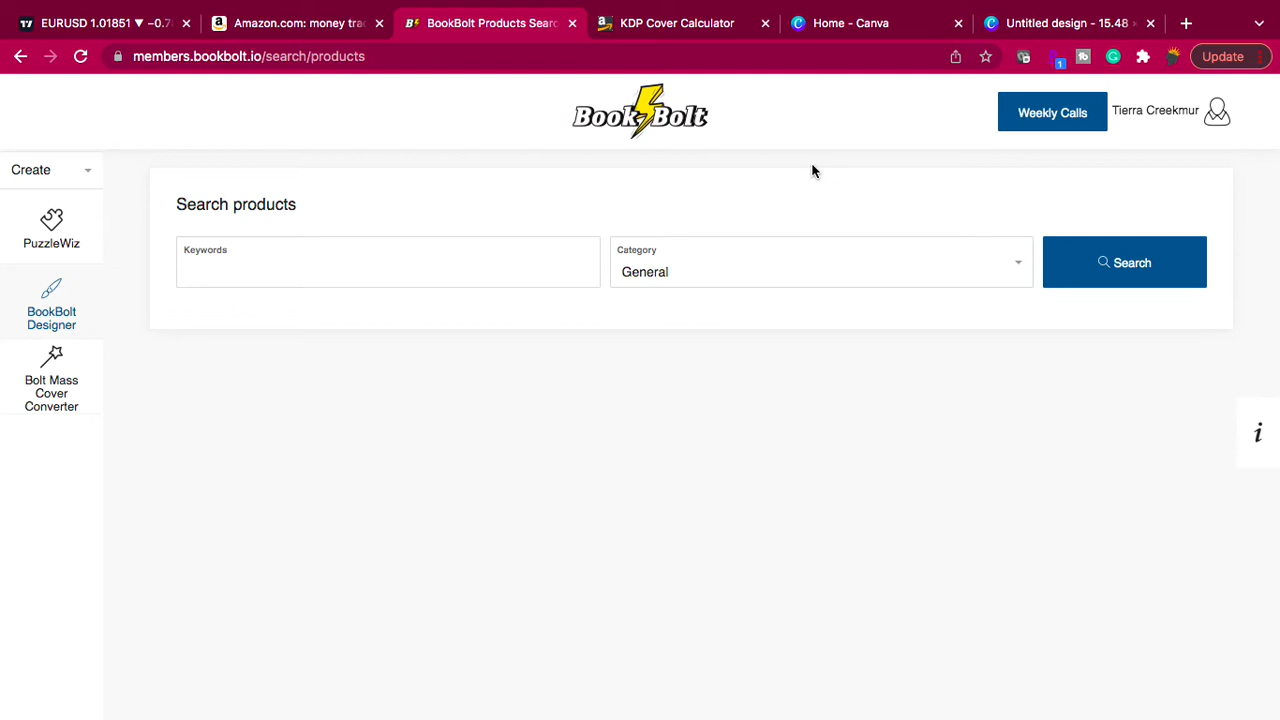 EURUSD 1.01851 ▼ −0.7
Amazon.com: money tra
BookBolt Products Searc
KDP Cover Calculator
Home - Canva
Untitled design - 15.48
members.bookbolt.io/search/products
1
Update
Book Bolt
Weekly Calls
Tierra Creekmur
Create
PuzzleWiz
BookBolt
Designer
Bolt Mass
Cover
Converter
Search products
Keywords
Category
General
Search
i